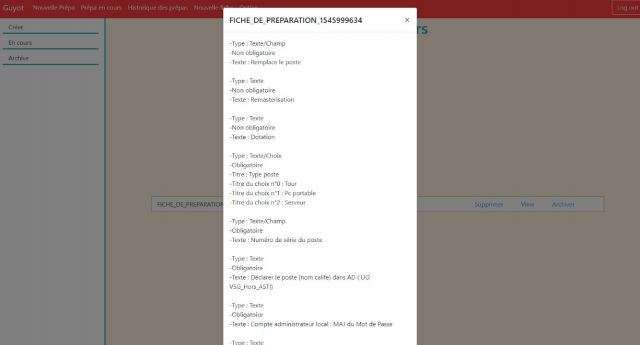 Guyot Nouvelle Prépa Prépa en cours Historique des prépas Nouvelle Log out
Créer
En cours
Archive
FICHE_DE_PREPARATION_1545999634 ×
-Type : Texte/Champ
-Non obligatoire
-Texte : Remplace le poste
-Type : Texte
-Non obligatoire
-Texte : Remasterisation
-Type : Texte
-Non obligatoire
-Texte : Dotation
-Type : Texte/Choix
-Obligatoire
-Titre : Type poste
-Titre du choix n°0 : Tour
-Titre du choix n°1 : Pc portable
-Titre du choix n°2 : Serveur
FICHE_DE_PREPARATION Supprimer View Archiver
-Type : Texte/Champ
-Obligatoire
-Texte : Numéro de série du poste
-Type : Texte
-Obligatoire
-Texte : Déclarer le poste (nom calife) dans AD ( UO
VSG_Hors_ASTI)
-Type : Texte
-Obligatoire
-Texte : Compte administrateur local : MAJ du Mot de Passe
-Type : Texte